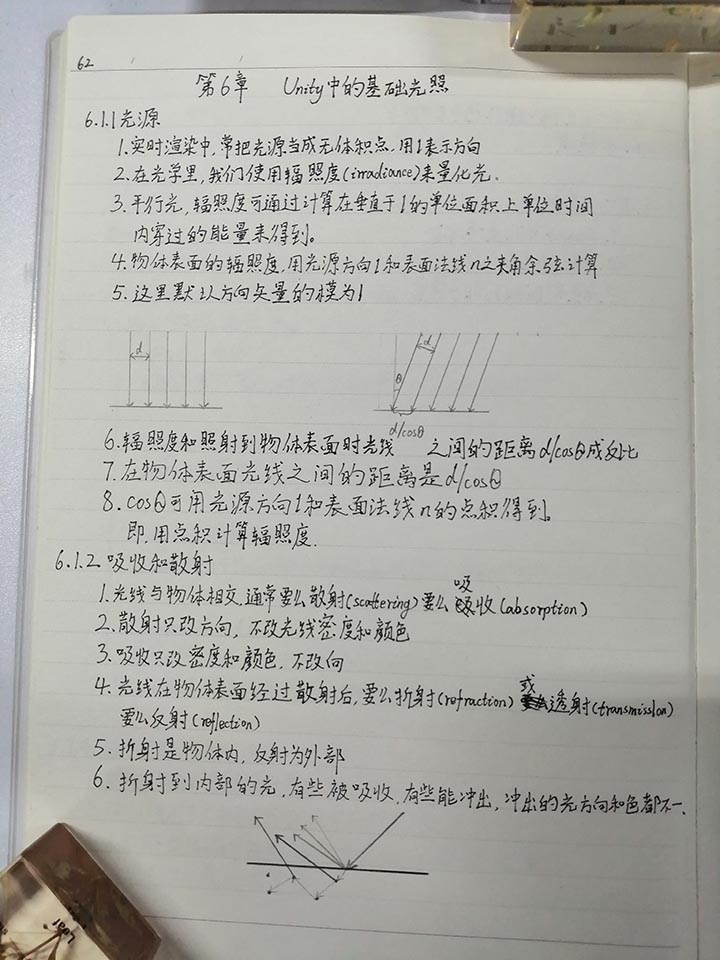 62
第6章 Unity中的基础光照
6.1.1光源
1.实时渲染中,常把光源当成无体积点,用l表示方向
2.在光学里,我们使用辐照度(irradiance)来量化光.
3.平行光,辐照度可通过计算在垂直于l的单位面积上单位时间
内穿过的能量来得到。
4.物体表面的辐照度,用光源方向l和表面法线n之夹角余弦计算
5.这里默认方向矢量的模为1
d
d
θ
d/cosθ
6.辐照度和照射到物体表面时光线 之间的距离d/cosθ成反比
7.在物体表面光线之间的距离是d/cosθ
8.cosθ可用光源方向l和表面法线n的点积得到。
即,用点积计算辐照度.
6.1.2 吸收和散射
1.光线与物体相交,通常要么散射(scattering)要么吸收(absorption)
2.散射只改方向,不改光线密度和颜色
3.吸收只改密度和颜色,不改向
4.光线在物体表面经过散射后,要么折射(refraction)或透射(transmission)
要么反射(reflection)
5.折射是物体内,反射为外部
6.折射到内部的光,有些被吸收,有些能冲出,冲出的光方向和色都不一.
Leaf